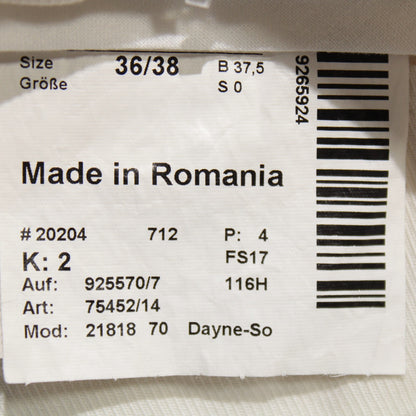 Size 36/38 B 37,5
Größe S 0
9265924
Made in Romania
# 20204 712 P: 4
K: 2 FS17
Auf: 925570/7 116H
Art: 75452/14
Mod: 21818 70 Dayne-So